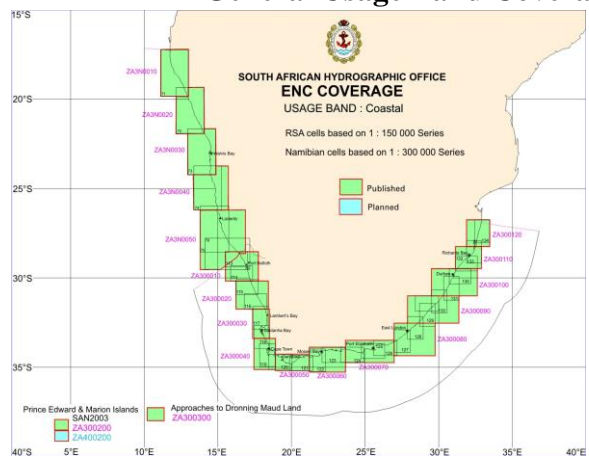 15°S
SOUTH AFRICAN HYDROGRAPHIC OFFICE
ENC COVERAGE
USAGE BAND : Coastal
RSA cells based on 1 : 150 000 Series
Namibian cells based on 1 : 300 000 Series
Published
Planned
ZA3N0010
20°S
ZA3N0020
ZA3N0030
Walvis Bay
25°S
ZA3N0040
Luderitz
ZA3N0050
30°S
ZA300010
Port Nolloth
ZA300020
Lambert's Bay
ZA300030
Saldanha Bay
ZA300040
Cape Town
35°S
ZA300050
Mossel Bay
ZA300060
Port Elizabeth
ZA300070
East London
ZA300080
ZA300090
Durban
ZA300100
Richards Bay
ZA300110
ZA300120
Prince Edward & Marion Islands
SAN2003
ZA300200
ZA400200
Approaches to Dronning Maud Land
ZA300300
40°S
5°E
10°E
15°E
20°E
25°E
30°E
35°E
40°E